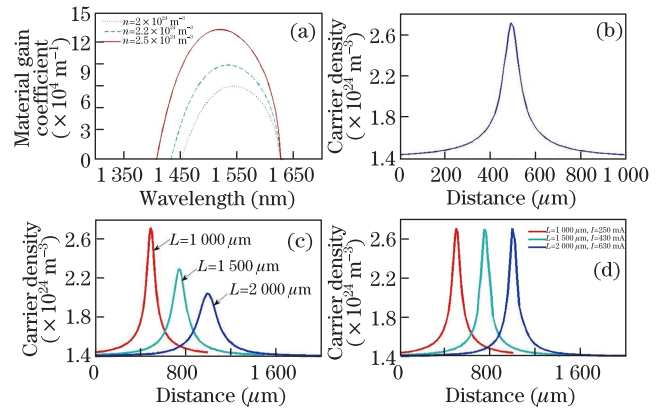 n=2×10²⁴ m⁻³
n=2.2×10²⁴ m⁻³
n=2.5×10²⁴ m⁻³
(a)
Material gain
coefficient
(×10⁴ m⁻¹)
15
13
10
8
6
3
0
1 350
1 450
1 550
1 650
Wavelength (nm)
(b)
Carrier density
(×10²⁴ m⁻³)
2.6
2.2
1.8
1.4
0
200
400
600
800
1 000
Distance (μm)
(c)
L=1 000 μm
L=1 500 μm
L=2 000 μm
Carrier density
(×10²⁴ m⁻³)
2.6
2.2
1.8
1.4
0
800
1 600
Distance (μm)
(d)
L=1 000 μm, I=250 mA
L=1 500 μm, I=430 mA
L=2 000 μm, I=630 mA
Carrier density
(×10²⁴ m⁻³)
2.6
2.2
1.8
1.4
0
800
1 600
Distance (μm)